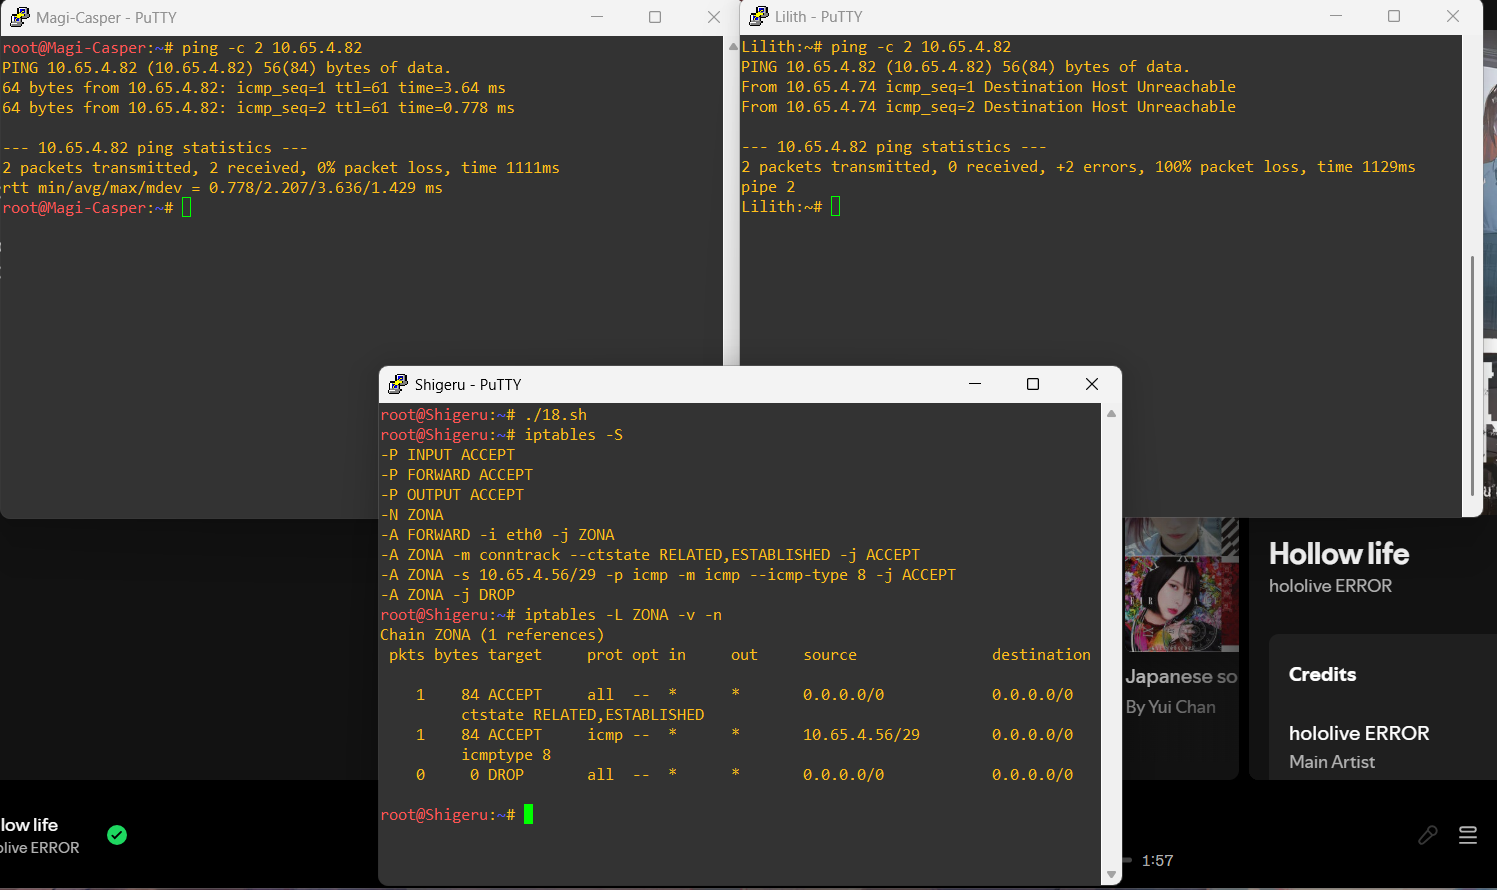 Magi-Casper - PuTTY
root@Magi-Casper:~# ping -c 2 10.65.4.82
PING 10.65.4.82 (10.65.4.82) 56(84) bytes of data.
64 bytes from 10.65.4.82: icmp_seq=1 ttl=61 time=3.64 ms
64 bytes from 10.65.4.82: icmp_seq=2 ttl=61 time=0.778 ms
--- 10.65.4.82 ping statistics ---
2 packets transmitted, 2 received, 0% packet loss, time 1111ms
rtt min/avg/max/mdev = 0.778/2.207/3.636/1.429 ms
root@Magi-Casper:~#
Lilith - PuTTY
Lilith:~# ping -c 2 10.65.4.82
PING 10.65.4.82 (10.65.4.82) 56(84) bytes of data.
From 10.65.4.74 icmp_seq=1 Destination Host Unreachable
From 10.65.4.74 icmp_seq=2 Destination Host Unreachable
--- 10.65.4.82 ping statistics ---
2 packets transmitted, 0 received, +2 errors, 100% packet loss, time 1129ms
pipe 2
Lilith:~#
Shigeru - PuTTY
root@Shigeru:~# ./18.sh
root@Shigeru:~# iptables -S
-P INPUT ACCEPT
-P FORWARD ACCEPT
-P OUTPUT ACCEPT
-N ZONA
-A FORWARD -i eth0 -j ZONA
-A ZONA -m conntrack --ctstate RELATED,ESTABLISHED -j ACCEPT
-A ZONA -s 10.65.4.56/29 -p icmp -m icmp --icmp-type 8 -j ACCEPT
-A ZONA -j DROP
root@Shigeru:~# iptables -L ZONA -v -n
Chain ZONA (1 references)
pkts bytes target prot opt in out source destination
1 84 ACCEPT all -- * * 0.0.0.0/0 0.0.0.0/0
ctstate RELATED,ESTABLISHED
1 84 ACCEPT icmp -- * * 10.65.4.56/29 0.0.0.0/0
icmptype 8
0 0 DROP all -- * * 0.0.0.0/0 0.0.0.0/0
root@Shigeru:~#
Japanese so
By Yui Chan
Hollow life
hololive ERROR
Credits
hololive ERROR
Main Artist
low life
olive ERROR
1:57